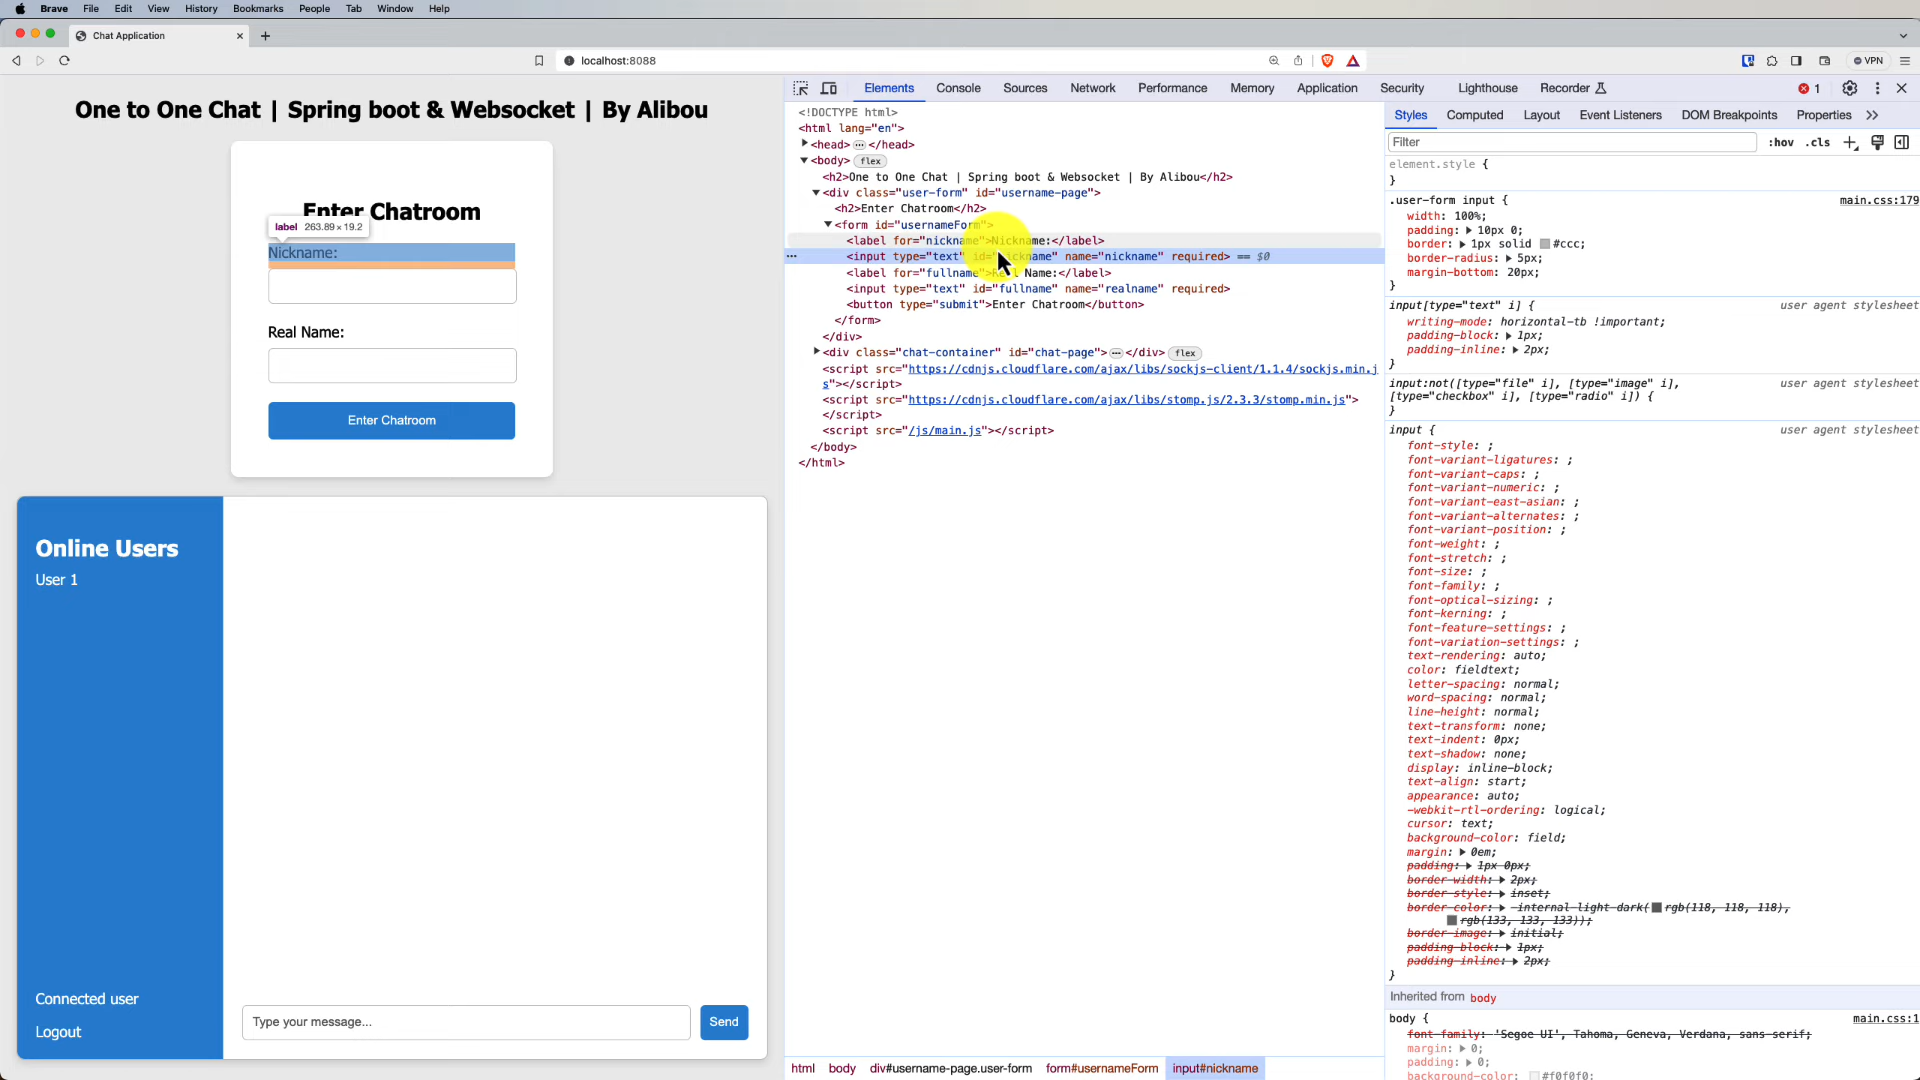 Brave File Edit View History Bookmarks People Tab Window Help
Chat Application
localhost:8088
VPN
One to One Chat | Spring boot & Websocket | By Alibou
Enter Chatroom
label 263.89 × 19.2
Nickname:
Real Name:
Enter Chatroom
Online Users
User 1
Connected user
Logout
Type your message...
Send
Elements Console Sources Network Performance Memory Application Security Lighthouse Recorder 1
<!DOCTYPE html>
<html lang="en">
<head> ⋯ </head>
<body> flex
<h2>One to One Chat | Spring boot & Websocket | By Alibou</h2>
<div class="user-form" id="username-page">
<h2>Enter Chatroom</h2>
<form id="usernameForm">
<label for="nickname">Nickname:</label>
<input type="text" id="nickname" name="nickname" required> == $0
<label for="fullname">Real Name:</label>
<input type="text" id="fullname" name="realname" required>
<button type="submit">Enter Chatroom</button>
</form>
</div>
<div class="chat-container" id="chat-page"> ⋯ </div> flex
<script src="https://cdnjs.cloudflare.com/ajax/libs/sockjs-client/1.1.4/sockjs.min.j
s"></script>
<script src="https://cdnjs.cloudflare.com/ajax/libs/stomp.js/2.3.3/stomp.min.js">
</script>
<script src="/js/main.js"></script>
</body>
</html>
html body div#username-page.user-form form#usernameForm input#nickname
Styles Computed Layout Event Listeners DOM Breakpoints Properties
Filter :hov .cls
element.style {
}
.user-form input { main.css:179
width: 100%;
padding: 10px 0;
border: 1px solid #ccc;
border-radius: 5px;
margin-bottom: 20px;
}
input[type="text" i] { user agent stylesheet
writing-mode: horizontal-tb !important;
padding-block: 1px;
padding-inline: 2px;
}
input:not([type="file" i], [type="image" i], user agent stylesheet
[type="checkbox" i], [type="radio" i]) {
}
input { user agent stylesheet
font-style: ;
font-variant-ligatures: ;
font-variant-caps: ;
font-variant-numeric: ;
font-variant-east-asian: ;
font-variant-alternates: ;
font-variant-position: ;
font-weight: ;
font-stretch: ;
font-size: ;
font-family: ;
font-optical-sizing: ;
font-kerning: ;
font-feature-settings: ;
font-variation-settings: ;
text-rendering: auto;
color: fieldtext;
letter-spacing: normal;
word-spacing: normal;
line-height: normal;
text-transform: none;
text-indent: 0px;
text-shadow: none;
display: inline-block;
text-align: start;
appearance: auto;
-webkit-rtl-ordering: logical;
cursor: text;
background-color: field;
margin: 0em;
padding: 1px 0px;
border-width: 2px;
border-style: inset;
border-color: -internal-light-dark(rgb(118, 118, 118),
rgb(133, 133, 133));
border-image: initial;
padding-block: 1px;
padding-inline: 2px;
}
Inherited from body
body { main.css:1
font-family: 'Segoe UI', Tahoma, Geneva, Verdana, sans-serif;
margin: 0;
padding: 0;
background-color: #f0f0f0;